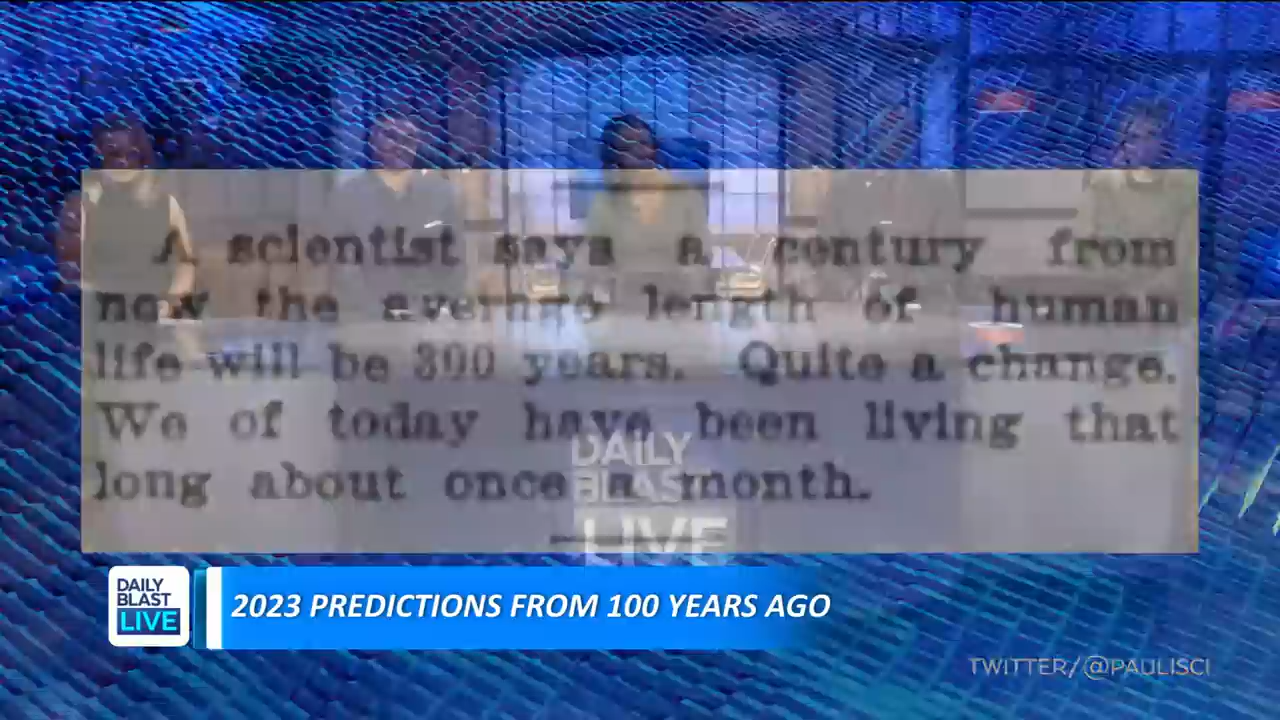 A scientist says a century from
now the average length of human
life will be 300 years. Quite a change.
We of today have been living that
long about once a month.
DAILY
BLAST
LIVE
DAILY
BLAST
LIVE
2023 PREDICTIONS FROM 100 YEARS AGO
TWITTER/@PAULISCI